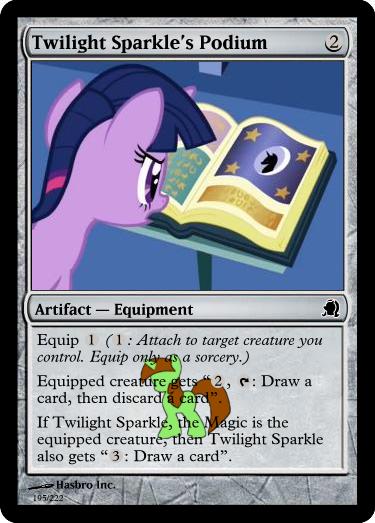 Twilight Sparkle's Podium 2
Artifact — Equipment
Equip 1 (1: Attach to target creature you
control. Equip only as a sorcery.)
Equipped creature gets "2, : Draw a
card, then discard a card".
If Twilight Sparkle, the Magic is the
equipped creature, then Twilight Sparkle
also gets "3: Draw a card".
Hasbro Inc.
195/222